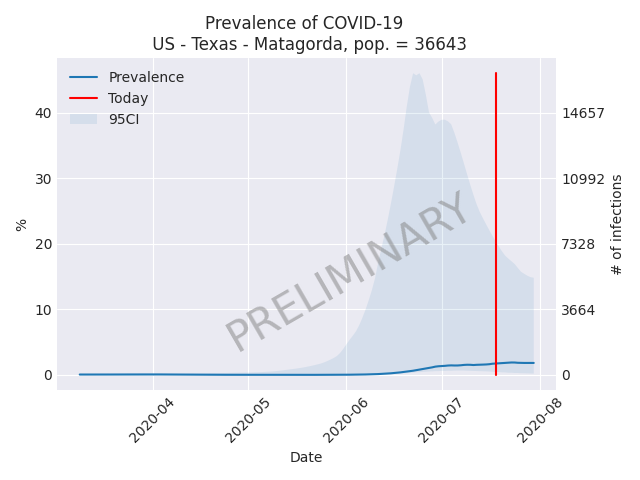 Prevalence of COVID-19
US - Texas - Matagorda, pop. = 36643
Prevalence
Today
95CI
40
30
20
10
0
%
14657
10992
7328
3664
0
# of infections
PRELIMINARY
2020-04
2020-05
2020-06
2020-07
2020-08
Date